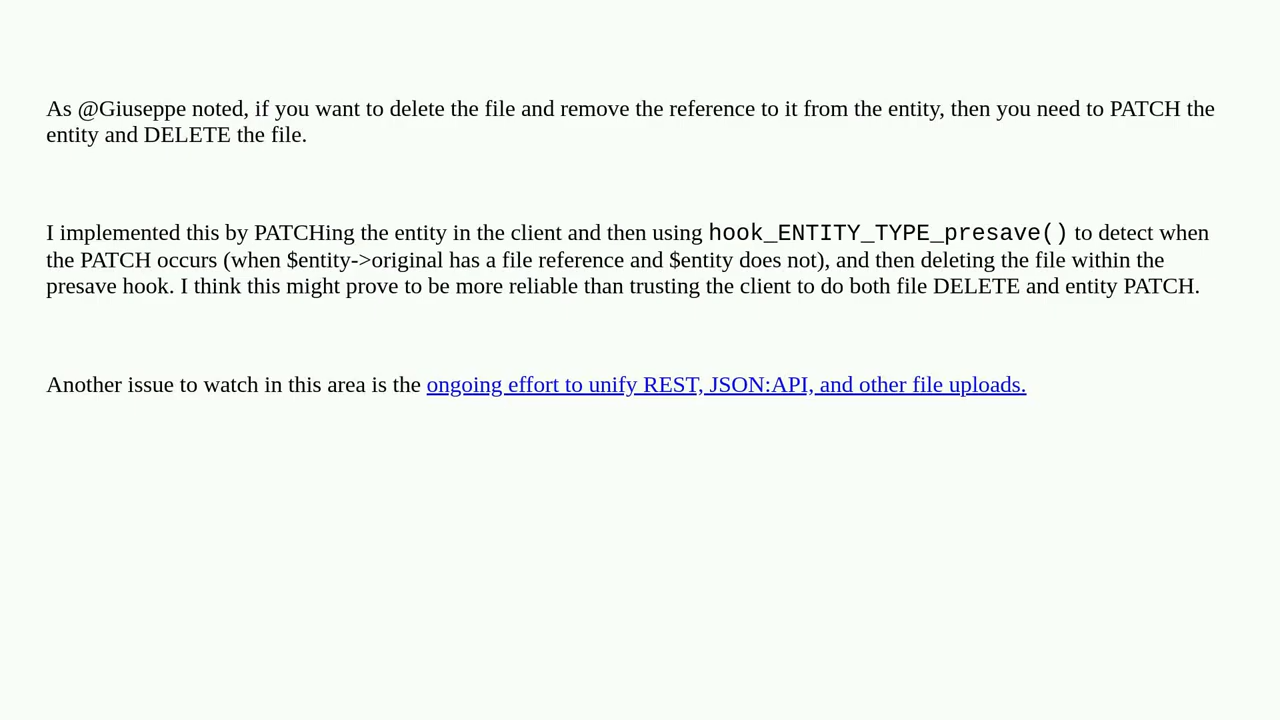 As @Giuseppe noted, if you want to delete the file and remove the reference to it from the entity, then you need to PATCH the
entity and DELETE the file.
I implemented this by PATCHing the entity in the client and then using hook_ENTITY_TYPE_presave() to detect when
the PATCH occurs (when $entity->original has a file reference and $entity does not), and then deleting the file within the
presave hook. I think this might prove to be more reliable than trusting the client to do both file DELETE and entity PATCH.
Another issue to watch in this area is the ongoing effort to unify REST, JSON:API, and other file uploads.